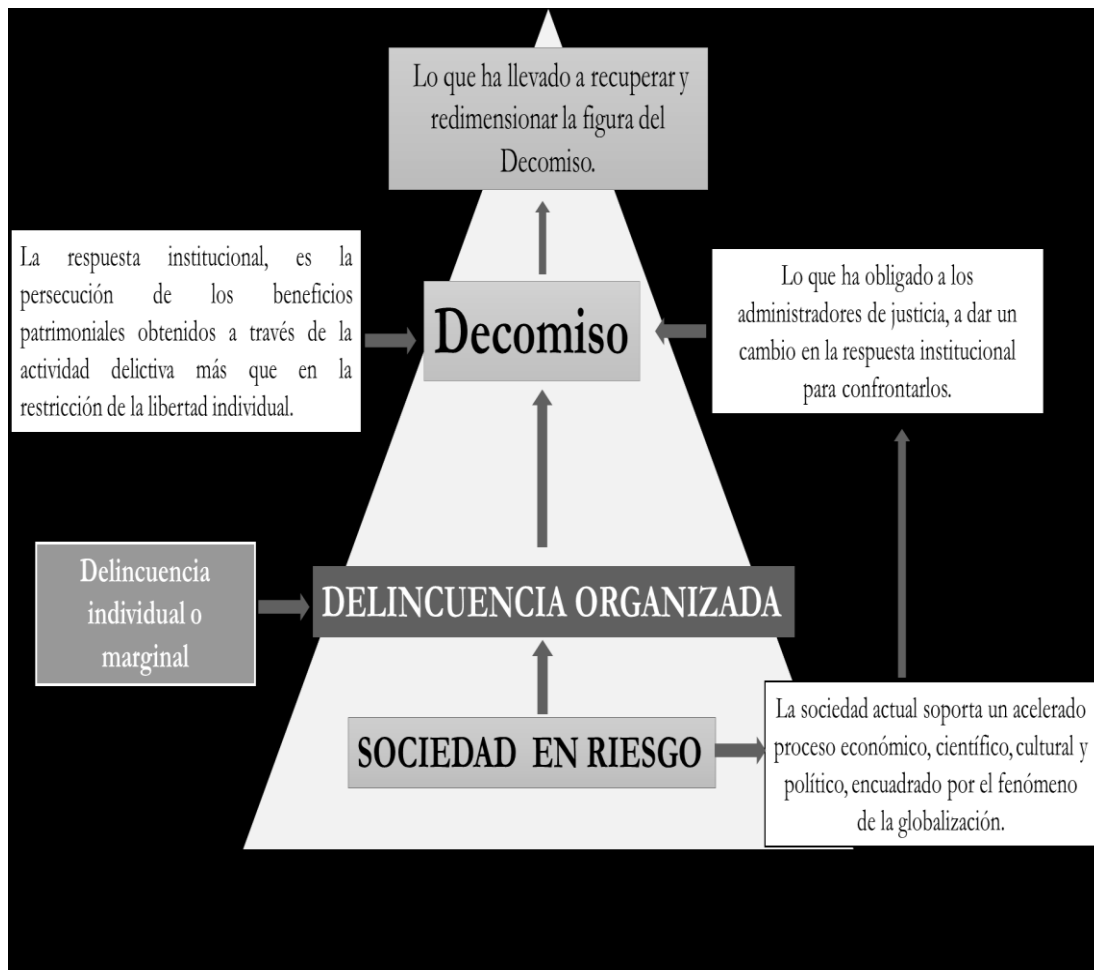 Lo que ha llevado a recuperar y
redimensionar la figura del
Decomiso.
La respuesta institucional, es la
persecución de los beneficios
patrimoniales obtenidos a través de la
actividad delictiva más que en la
restricción de la libertad individual.
Decomiso
Lo que ha obligado a los
administradores de justicia, a dar un
cambio en la respuesta institucional
para confrontarlos.
Delincuencia
individual o
marginal
DELINCUENCIA ORGANIZADA
SOCIEDAD EN RIESGO
La sociedad actual soporta un acelerado
proceso económico, científico, cultural y
político, encuadrado por el fenómeno
de la globalización.